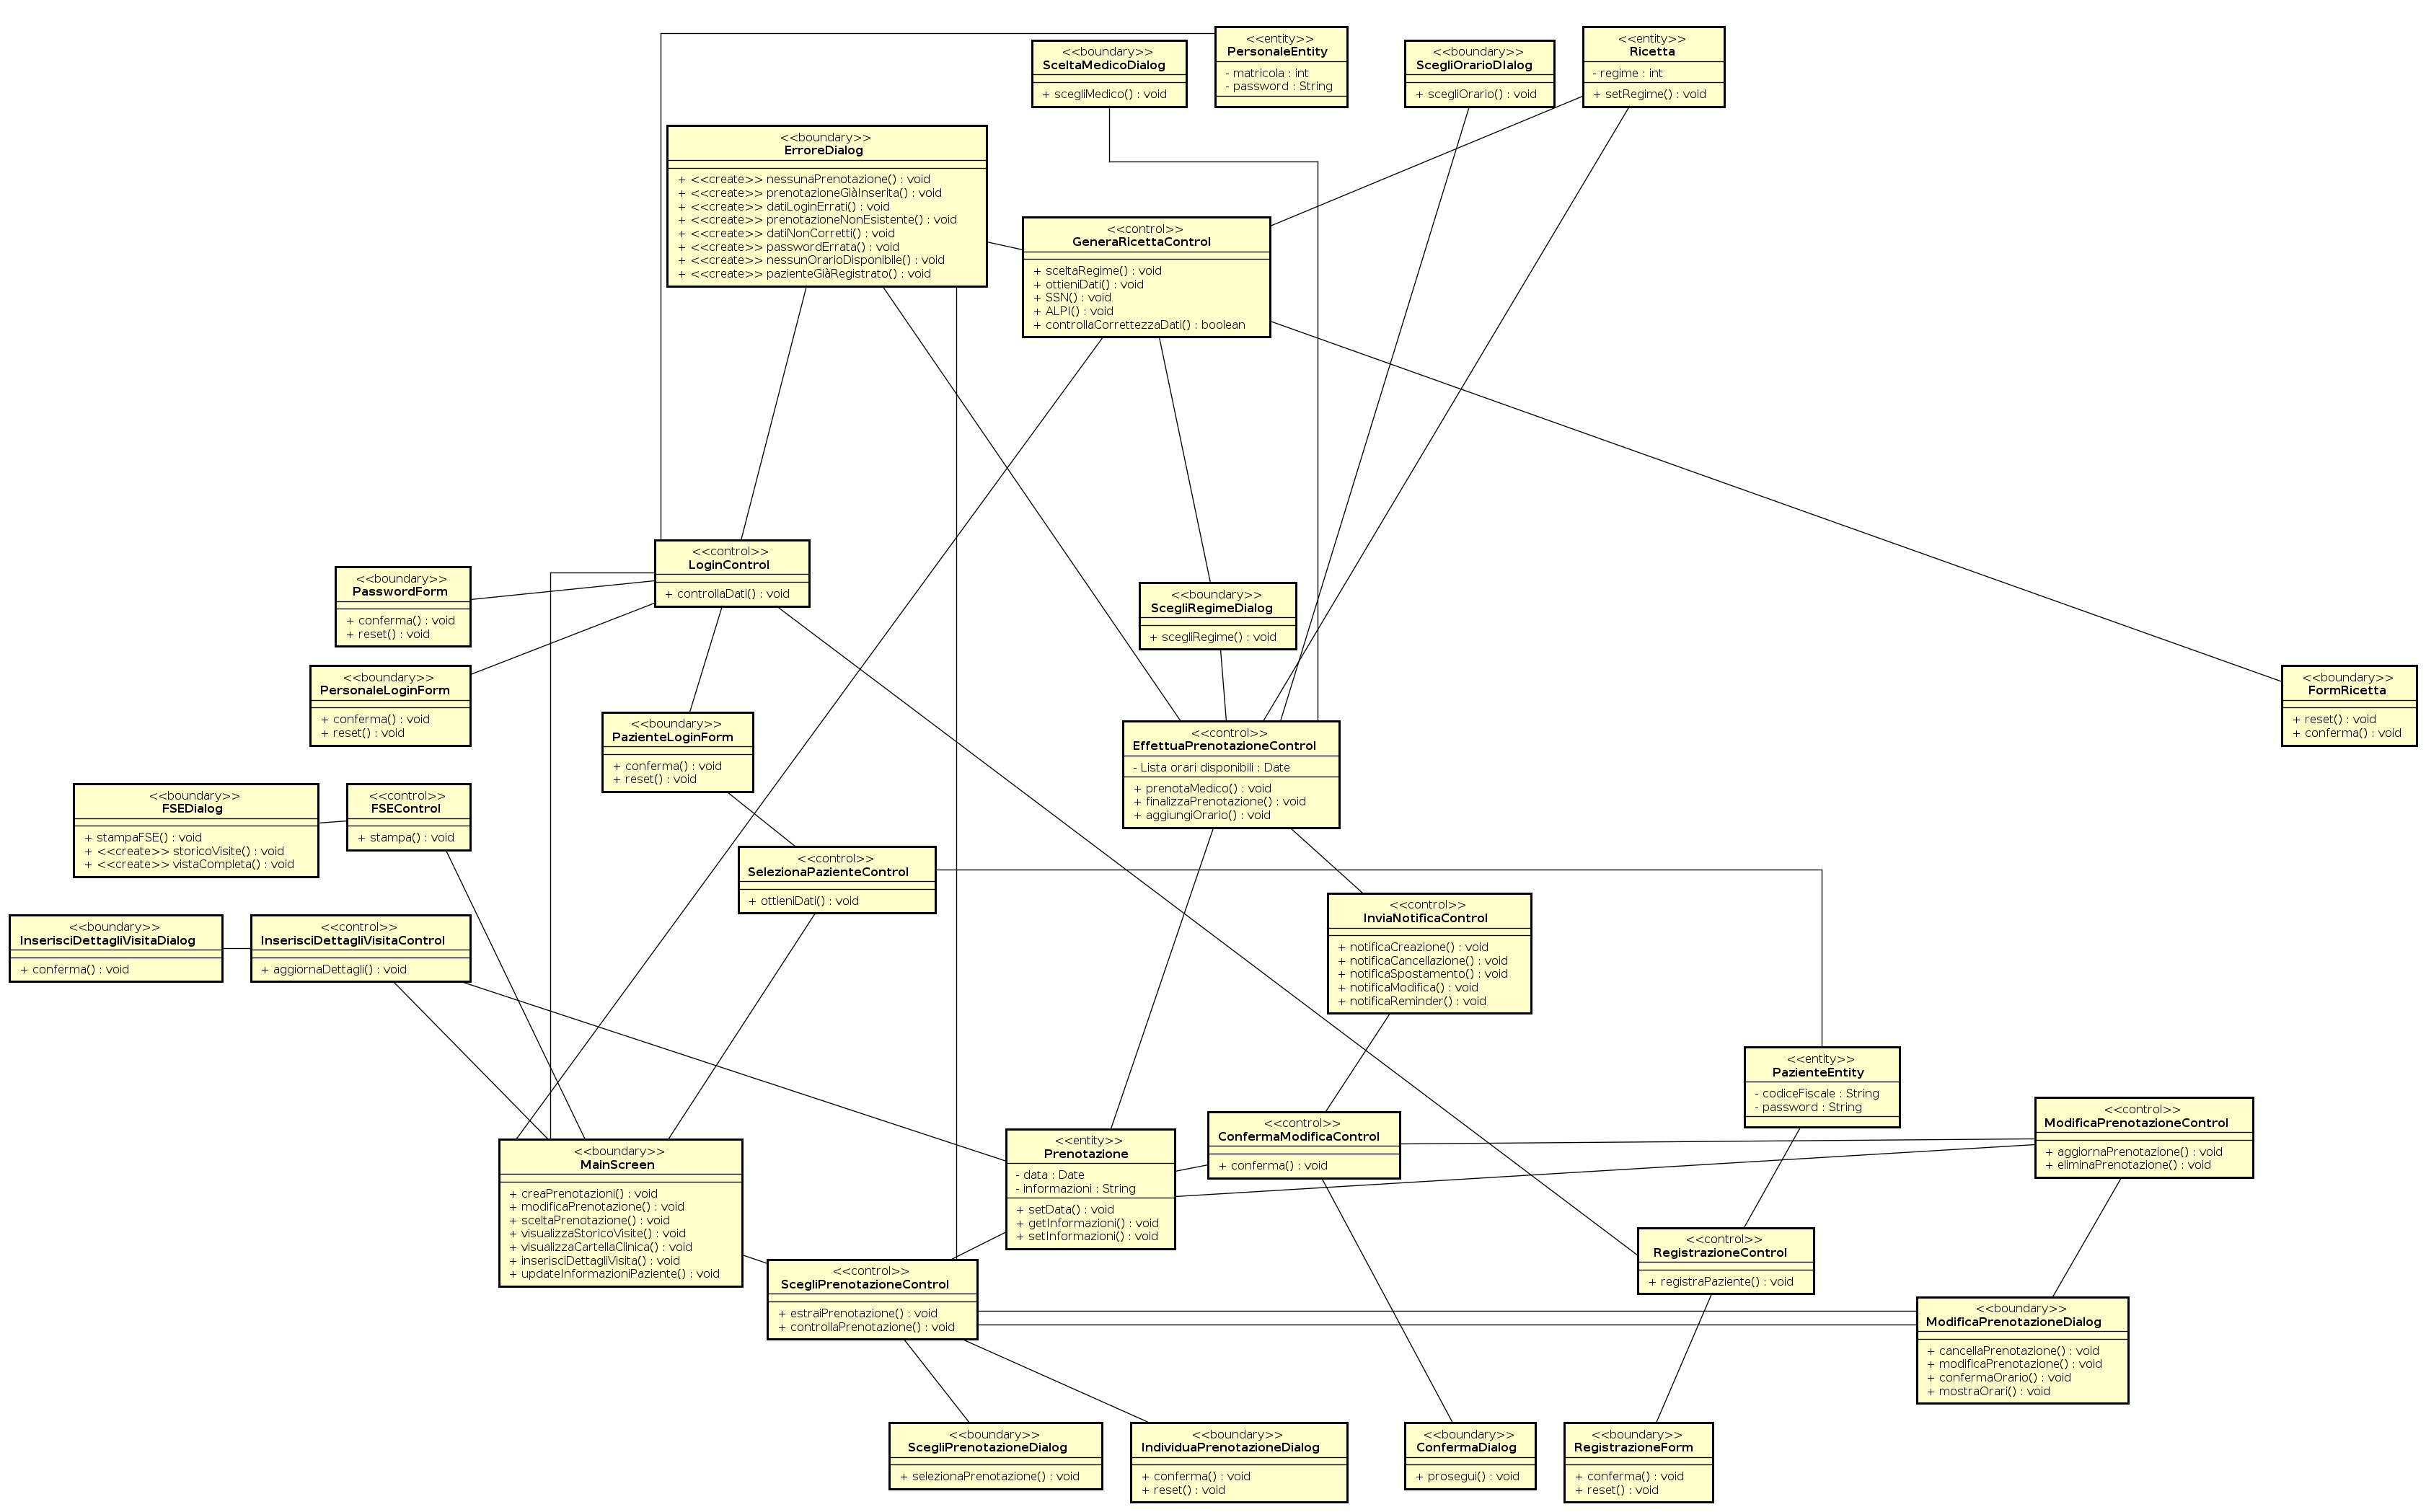 <<entity>>
PersonaleEntity
- matricola : int
- password : String
<<entity>>
Ricetta
- regime : int
+ setRegime() : void
<<boundary>>
SceltaMedicoDialog
+ scegliMedico() : void
<<boundary>>
ScegliOrarioDIalog
+ scegliOrario() : void
<<boundary>>
ErroreDialog
+ <<create>> nessunaPrenotazione() : void
+ <<create>> prenotazioneGiàInserita() : void
+ <<create>> datiLoginErrati() : void
+ <<create>> prenotazioneNonEsistente() : void
+ <<create>> datiNonCorretti() : void
+ <<create>> passwordErrata() : void
+ <<create>> nessunOrarioDisponibile() : void
+ <<create>> pazienteGiàRegistrato() : void
<<control>>
GeneraRicettaControl
+ sceltaRegime() : void
+ ottieniDati() : void
+ SSN() : void
+ ALPI() : void
+ controllaCorrettezzaDati() : boolean
<<control>>
LoginControl
+ controllaDati() : void
<<boundary>>
PasswordForm
+ conferma() : void
+ reset() : void
<<boundary>>
ScegliRegimeDialog
+ scegliRegime() : void
<<boundary>>
PersonaleLoginForm
+ conferma() : void
+ reset() : void
<<boundary>>
FormRicetta
+ reset() : void
+ conferma() : void
<<boundary>>
PazienteLoginForm
+ conferma() : void
+ reset() : void
<<control>>
EffettuaPrenotazioneControl
- Lista orari disponibili : Date
+ prenotaMedico() : void
+ finalizzaPrenotazione() : void
+ aggiungiOrario() : void
<<boundary>>
FSEDialog
+ stampaFSE() : void
+ <<create>> storicoVisite() : void
+ <<create>> vistaCompleta() : void
<<control>>
FSEControl
+ stampa() : void
<<control>>
SelezionaPazienteControl
+ ottieniDati() : void
<<control>>
InviaNotificaControl
+ notificaCreazione() : void
+ notificaCancellazione() : void
+ notificaSpostamento() : void
+ notificaModifica() : void
+ notificaReminder() : void
<<boundary>>
InserisciDettagliVisitaDialog
+ conferma() : void
<<control>>
InserisciDettagliVisitaControl
+ aggiornaDettagli() : void
<<entity>>
PazienteEntity
- codiceFiscale : String
- password : String
<<control>>
ModificaPrenotazioneControl
+ aggiornaPrenotazione() : void
+ eliminaPrenotazione() : void
<<control>>
ConfermaModificaControl
+ conferma() : void
<<entity>>
Prenotazione
- data : Date
- informazioni : String
+ setData() : void
+ getInformazioni() : void
+ setInformazioni() : void
<<boundary>>
MainScreen
+ creaPrenotazioni() : void
+ modificaPrenotazione() : void
+ sceltaPrenotazione() : void
+ visualizzaStoricoVisite() : void
+ visualizzaCartellaClinica() : void
+ inserisciDettagliVisita() : void
+ updateInformazioniPaziente() : void
<<control>>
RegistrazioneControl
+ registraPaziente() : void
<<control>>
ScegliPrenotazioneControl
+ estraiPrenotazione() : void
+ controllaPrenotazione() : void
<<boundary>>
ModificaPrenotazioneDialog
+ cancellaPrenotazione() : void
+ modificaPrenotazione() : void
+ confermaOrario() : void
+ mostraOrari() : void
<<boundary>>
ScegliPrenotazioneDialog
+ selezionaPrenotazione() : void
<<boundary>>
IndividuaPrenotazioneDialog
+ conferma() : void
+ reset() : void
<<boundary>>
ConfermaDialog
+ prosegui() : void
<<boundary>>
RegistrazioneForm
+ conferma() : void
+ reset() : void